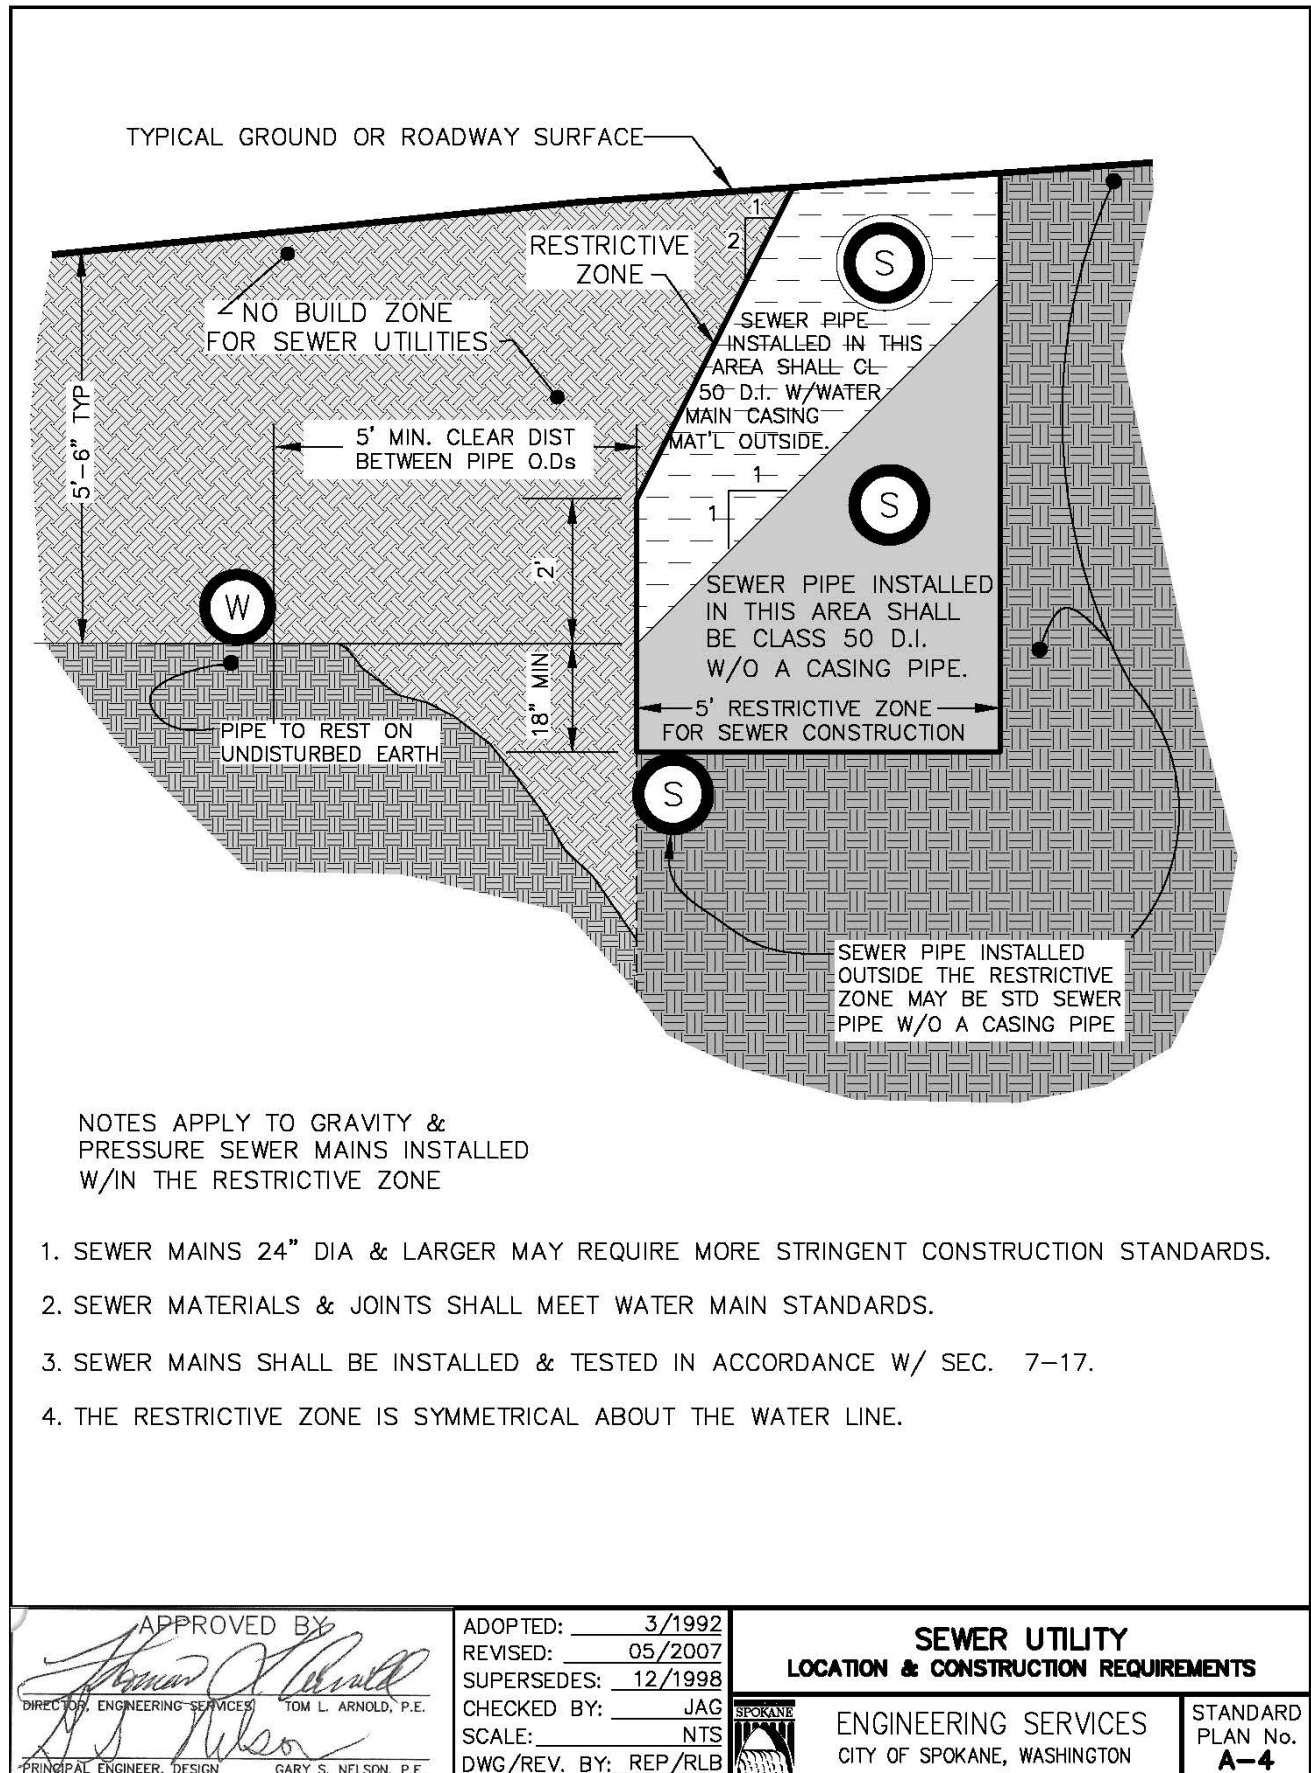 TYPICAL GROUND OR ROADWAY SURFACE
RESTRICTIVE
ZONE
1
2
S
NO BUILD ZONE
FOR SEWER UTILITIES
SEWER PIPE
INSTALLED IN THIS
AREA SHALL CL
50 D.I. W/WATER
MAIN CASING
MAT'L OUTSIDE.
5'-6" TYP
5' MIN. CLEAR DIST
BETWEEN PIPE O.Ds
1
1
S
2'
W
SEWER PIPE INSTALLED
IN THIS AREA SHALL
BE CLASS 50 D.I.
W/O A CASING PIPE.
18" MIN
5' RESTRICTIVE ZONE
FOR SEWER CONSTRUCTION
PIPE TO REST ON
UNDISTURBED EARTH
S
SEWER PIPE INSTALLED
OUTSIDE THE RESTRICTIVE
ZONE MAY BE STD SEWER
PIPE W/O A CASING PIPE
NOTES APPLY TO GRAVITY &
PRESSURE SEWER MAINS INSTALLED
W/IN THE RESTRICTIVE ZONE
1. SEWER MAINS 24" DIA & LARGER MAY REQUIRE MORE STRINGENT CONSTRUCTION STANDARDS.
2. SEWER MATERIALS & JOINTS SHALL MEET WATER MAIN STANDARDS.
3. SEWER MAINS SHALL BE INSTALLED & TESTED IN ACCORDANCE W/ SEC. 7-17.
4. THE RESTRICTIVE ZONE IS SYMMETRICAL ABOUT THE WATER LINE.
APPROVED BY
DIRECTOR, ENGINEERING SERVICES TOM L. ARNOLD, P.E.
PRINCIPAL ENGINEER, DESIGN GARY S. NELSON, P.E.
ADOPTED: 3/1992
REVISED: 05/2007
SUPERSEDES: 12/1998
CHECKED BY: JAG
SCALE: NTS
DWG/REV. BY: REP/RLB
SEWER UTILITY
LOCATION & CONSTRUCTION REQUIREMENTS
SPOKANE
ENGINEERING SERVICES
CITY OF SPOKANE, WASHINGTON
STANDARD
PLAN No.
A-4